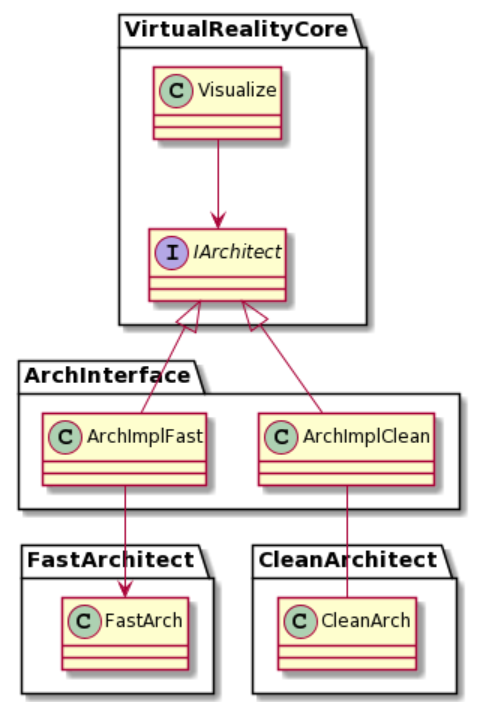 VirtualRealityCore
C Visualize
I IArchitect
ArchInterface
C ArchImplFast
C ArchImplClean
FastArchitect
CleanArchitect
C FastArch
C CleanArch